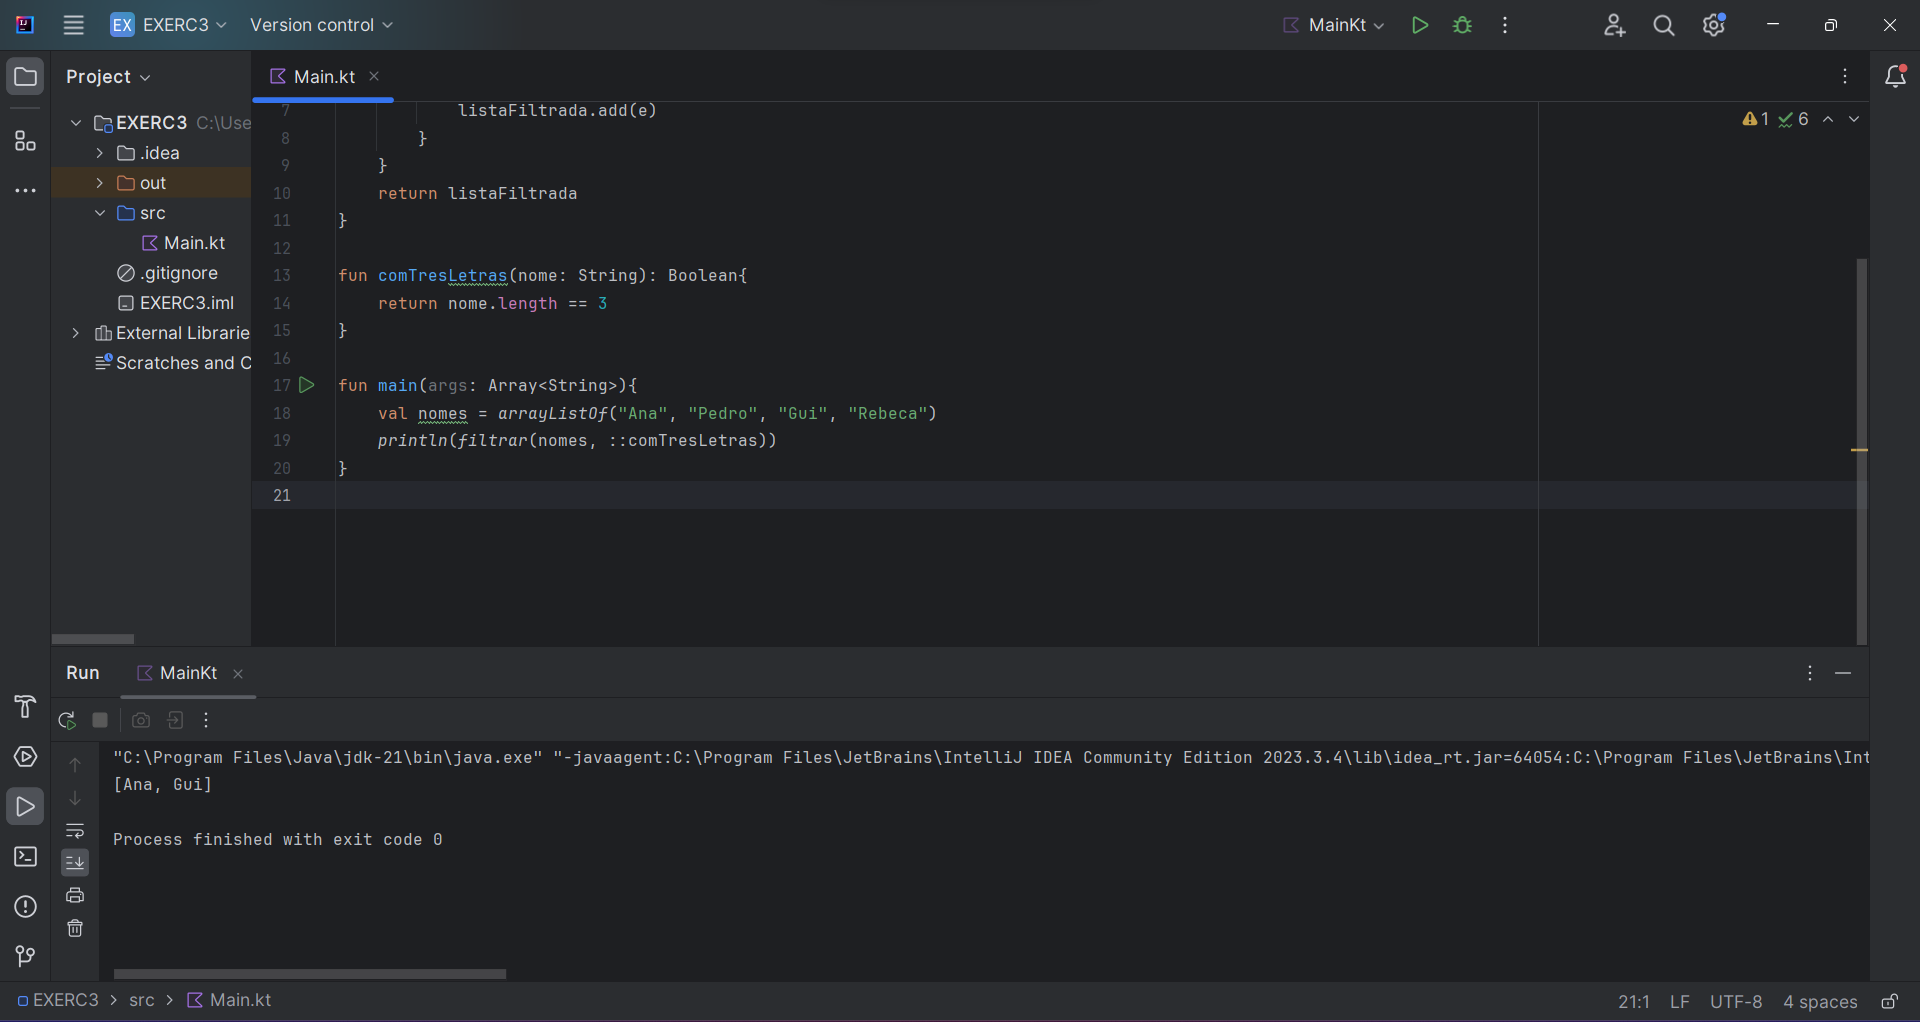 EX EXERC3 Version control MainKt
Project
Main.kt
EXERC3 C:\Use
.idea
out
src
Main.kt
.gitignore
EXERC3.iml
External Librarie
Scratches and C
1 6
7 listaFiltrada.add(e)
8 }
9 }
10 return listaFiltrada
11 }
12
13 fun comTresLetras(nome: String): Boolean{
14 return nome.length == 3
15 }
16
17 fun main(args: Array<String>){
18 val nomes = arrayListOf("Ana", "Pedro", "Gui", "Rebeca")
19 println(filtrar(nomes, ::comTresLetras))
20 }
21
Run MainKt
"C:\Program Files\Java\jdk-21\bin\java.exe" "-javaagent:C:\Program Files\JetBrains\IntelliJ IDEA Community Edition 2023.3.4\lib\idea_rt.jar=64054:C:\Program Files\JetBrains\Int
[Ana, Gui]
Process finished with exit code 0
EXERC3 > src > Main.kt
21:1 LF UTF-8 4 spaces